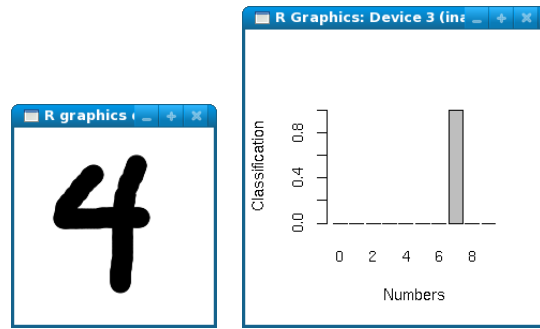 R Graphics: Device 3 (ina
R graphics
4
Classification
0.8
0.4
0.0
0 2 4 6 8
Numbers